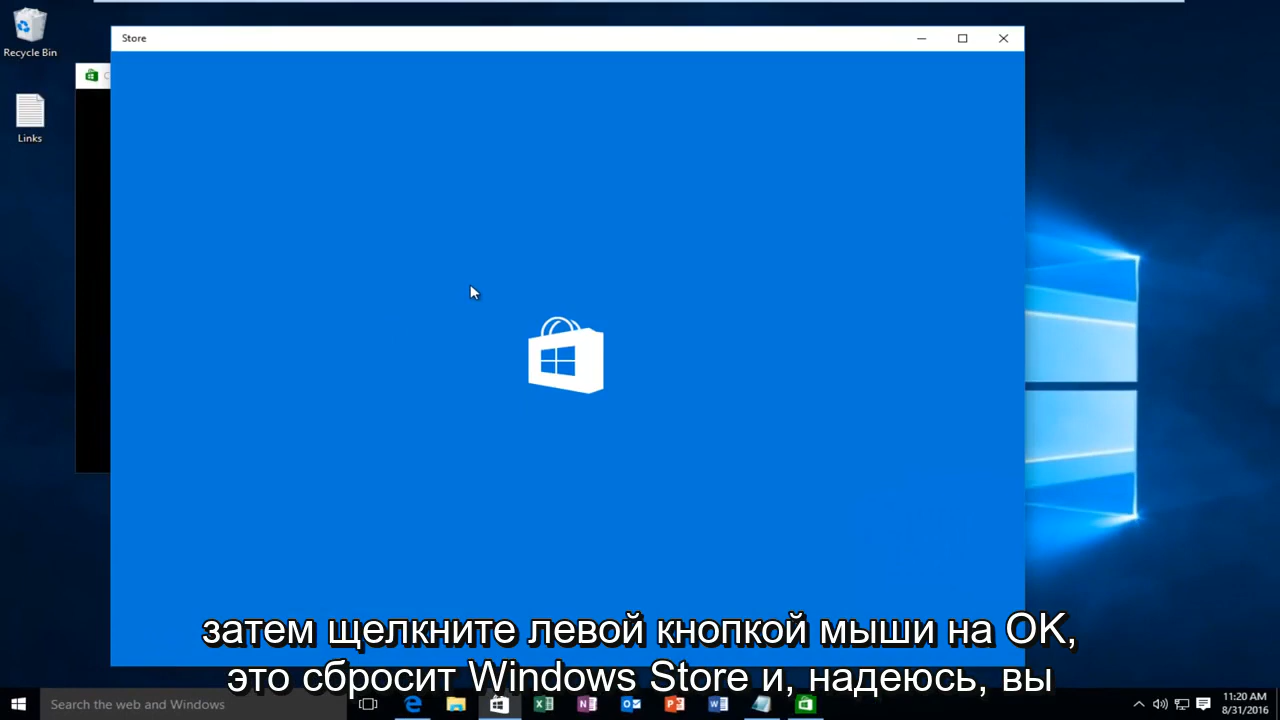 Store
Recycle Bin
Links
затем щелкните левой кнопкой мыши на OK,
это сбросит Windows Store и, надеюсь, вы
Search the web and Windows
11:20 AM
8/31/2016